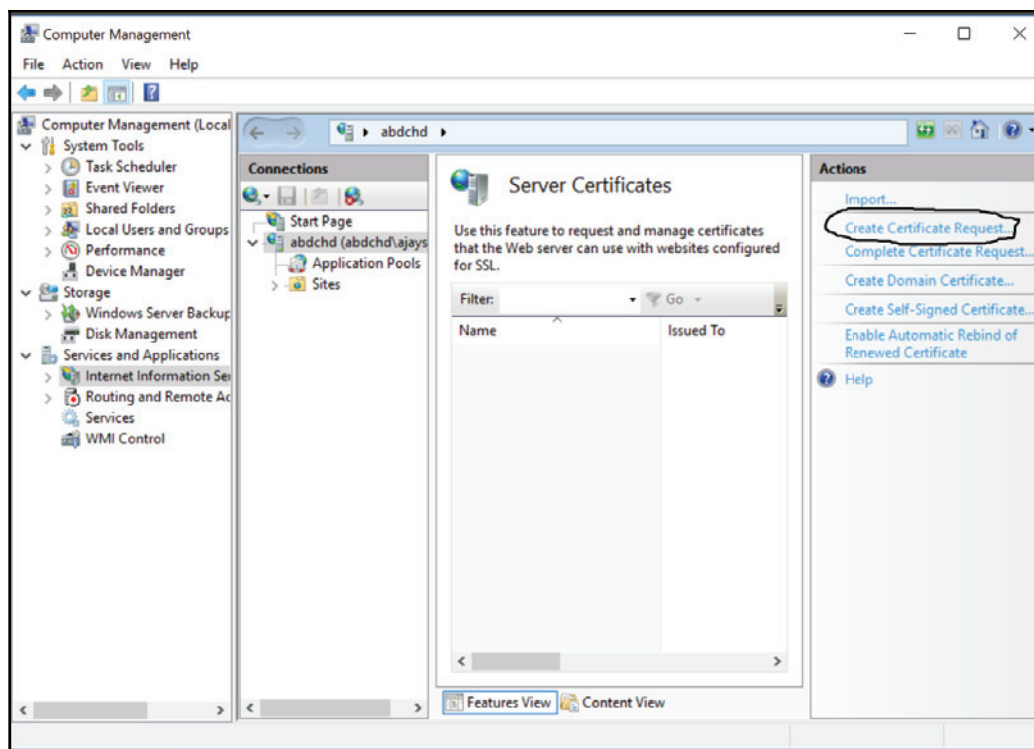 Computer Management
File Action View Help
Computer Management (Local
System Tools
Task Scheduler
Event Viewer
Shared Folders
Local Users and Groups
Performance
Device Manager
Storage
Windows Server Backup
Disk Management
Services and Applications
Internet Information Ser
Routing and Remote Ac
Services
WMI Control
abdchd
Connections
Start Page
abdchd (abdchd\ajays
Application Pools
Sites
Server Certificates
Use this feature to request and manage certificates
that the Web server can use with websites configured
for SSL.
Filter: Go
Name Issued To
Features View Content View
Actions
Import...
Create Certificate Request...
Complete Certificate Request...
Create Domain Certificate...
Create Self-Signed Certificate...
Enable Automatic Rebind of
Renewed Certificate
Help